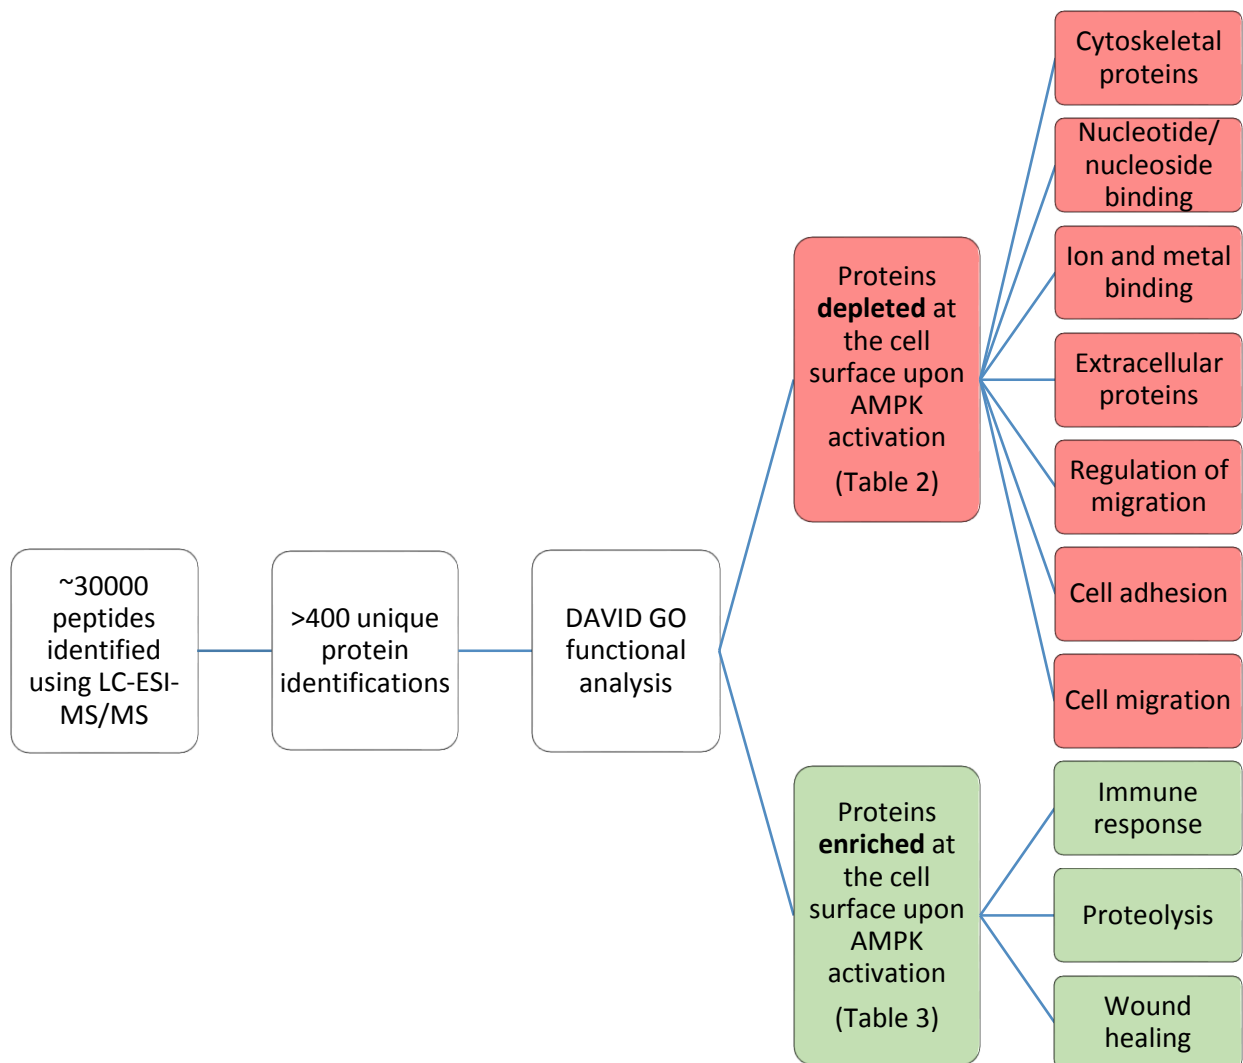 ~30000
peptides
identified
using LC-ESI-
MS/MS
>400 unique
protein
identifications
DAVID GO
functional
analysis
Proteins
depleted at
the cell
surface upon
AMPK
activation
(Table 2)
Cytoskeletal
proteins
Nucleotide/
nucleoside
binding
Ion and metal
binding
Extracellular
proteins
Regulation of
migration
Cell adhesion
Cell migration
Proteins
enriched at
the cell
surface upon
AMPK
activation
(Table 3)
Immune
response
Proteolysis
Wound
healing